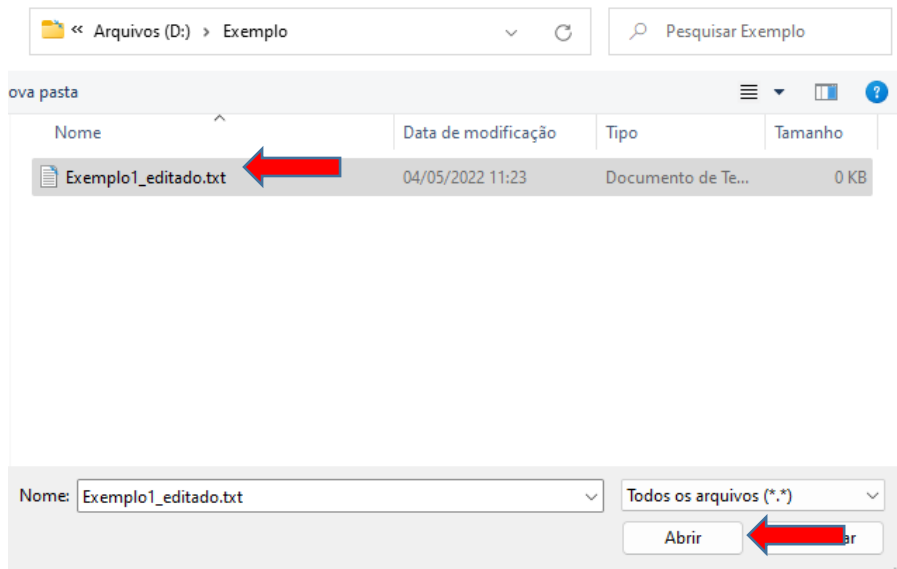 « Arquivos (D:) > Exemplo
Pesquisar Exemplo
ova pasta
Nome Data de modificação Tipo Tamanho
Exemplo1_editado.txt 04/05/2022 11:23 Documento de Te... 0 KB
Nome: Exemplo1_editado.txt Todos os arquivos (*.*)
Abrir ar